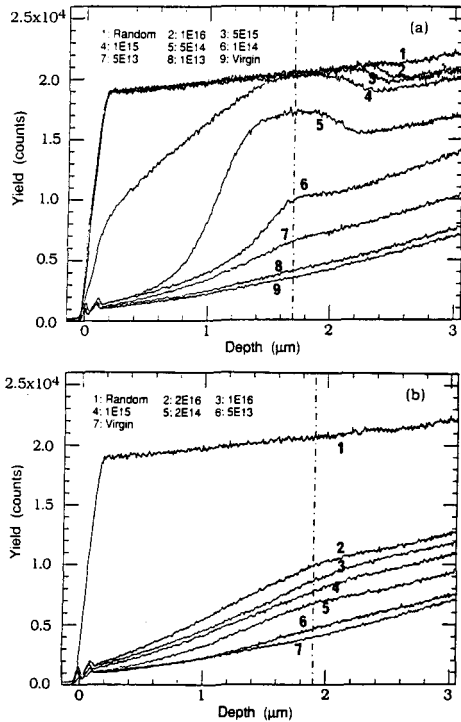 2.5x10⁴
(a)
1: Random 2: 1E16 3: 5E15
4: 1E15 5: 5E14 6: 1E14
7: 5E13 8: 1E13 9: Virgin
1
2
3
4
5
6
7
8
9
2.0
1.5
1.0
0.5
0.0
Yield (counts)
0 1 2 3
Depth (μm)
2.5x10⁴
(b)
1: Random 2: 2E16 3: 1E16
4: 1E15 5: 2E14 6: 5E13
7: Virgin
1
2
3
4
5
6
7
2.0
1.5
1.0
0.5
0.0
Yield (counts)
0 1 2 3
Depth (μm)